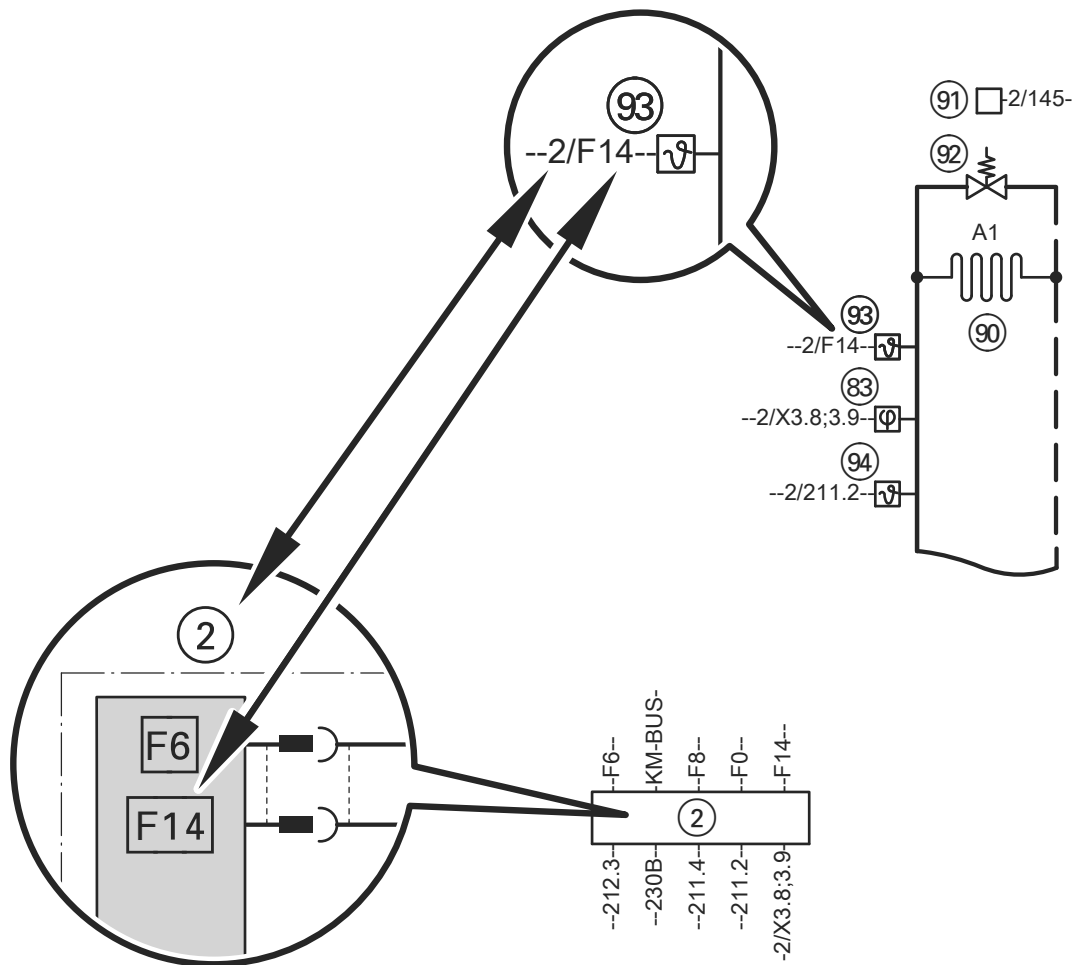 93
--2/F14--
91 -2/145-
92
A1
90
93
--2/F14--
83
--2/X3.8;3.9--
94
--2/211.2--
2
F6
F14
--F6--
-KM-BUS-
--F8--
--F0--
--F14--
2
--212.3--
--230B--
--211.4--
--211.2--
-2/X3.8;3.9--